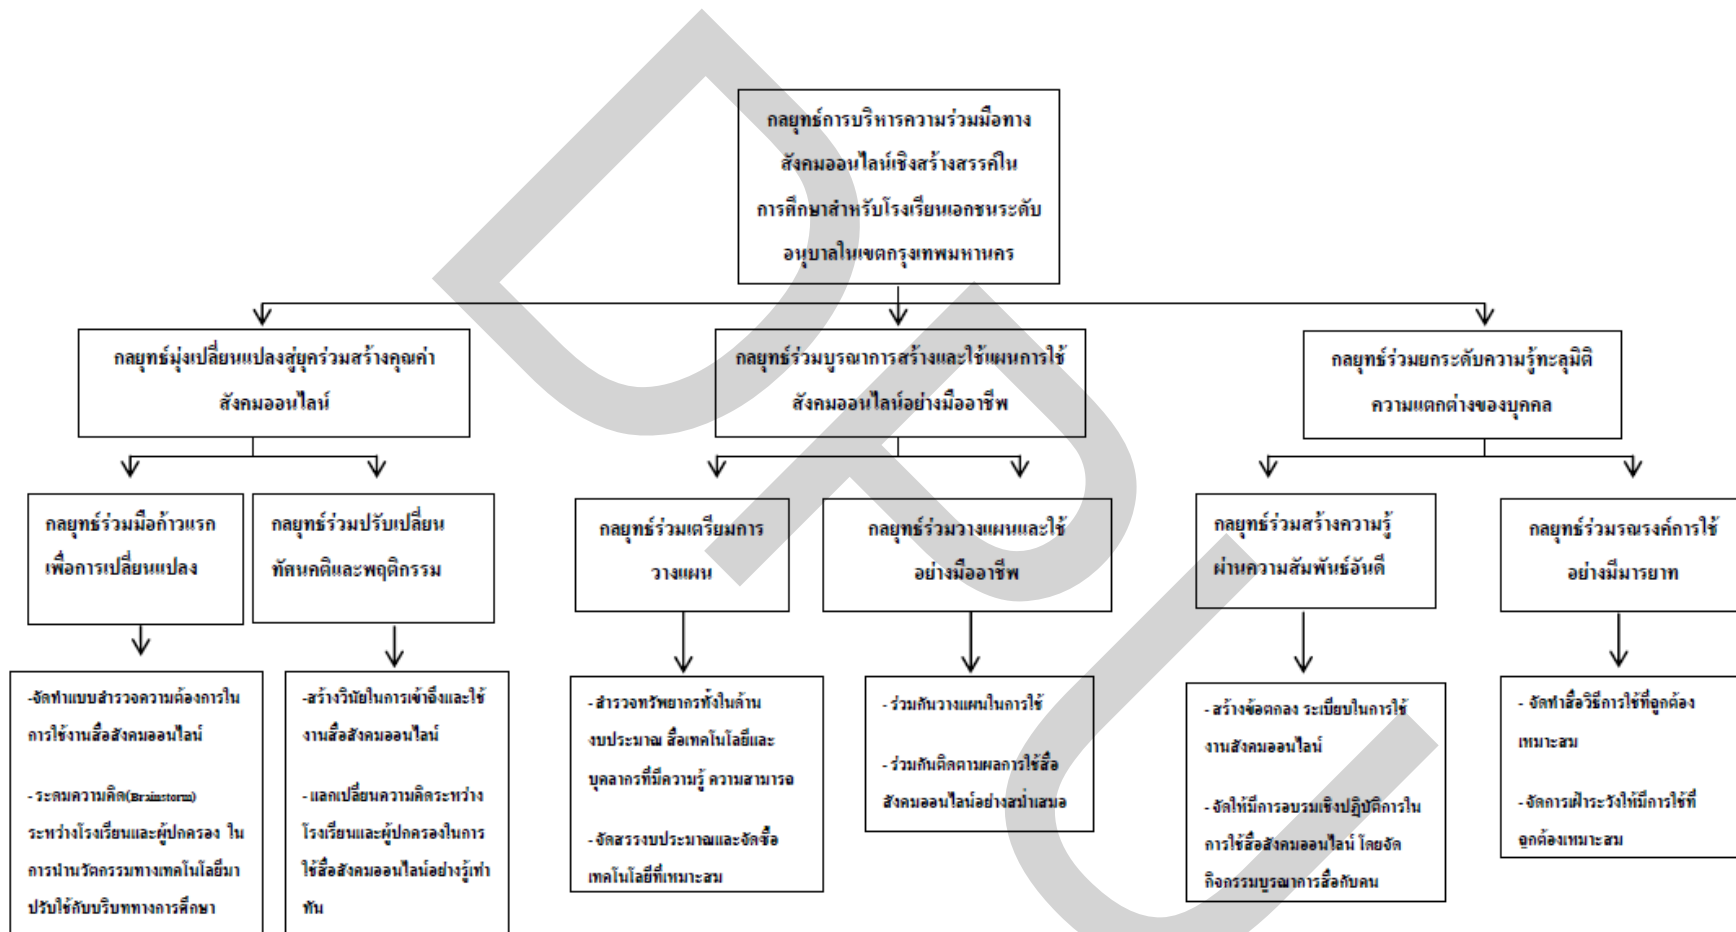 กลยุทธ์การบริหารความร่วมมือทาง
สังคมออนไลน์เชิงสร้างสรรค์ใน
การศึกษาสำหรับโรงเรียนเอกชนระดับ
อนุบาลในเขตกรุงเทพมหานคร
กลยุทธ์มุ่งเปลี่ยนแปลงสู่ยุคร่วมสร้างคุณค่า
สังคมออนไลน์
กลยุทธ์ร่วมบูรณาการสร้างและใช้แผนการใช้
สังคมออนไลน์อย่างมืออาชีพ
กลยุทธ์ร่วมยกระดับความรู้ทะลุมิติ
ความแตกต่างของบุคคล
กลยุทธ์ร่วมมือก้าวแรก
เพื่อการเปลี่ยนแปลง
กลยุทธ์ร่วมปรับเปลี่ยน
ทัศนคติและพฤติกรรม
กลยุทธ์ร่วมเตรียมการ
วางแผน
กลยุทธ์ร่วมวางแผนและใช้
อย่างมืออาชีพ
กลยุทธ์ร่วมสร้างความรู้
ผ่านความสัมพันธ์อันดี
กลยุทธ์ร่วมรณรงค์การใช้
อย่างมีมารยาท
-จัดทำแบบสำรวจความต้องการใน
การใช้งานสื่อสังคมออนไลน์
- ระดมความคิด(Brainstorm)
ระหว่างโรงเรียนและผู้ปกครอง ใน
การนำนวัตกรรมทางเทคโนโลยีมา
ปรับใช้กับบริบททางการศึกษา
-สร้างวินัยในการเข้าถึงและใช้
งานสื่อสังคมออนไลน์
- แลกเปลี่ยนความคิดระหว่าง
โรงเรียนและผู้ปกครองในการ
ใช้สื่อสังคมออนไลน์อย่างรู้เท่า
ทัน
- สำรวจทรัพยากรทั้งในด้าน
งบประมาณ สื่อเทคโนโลยีและ
บุคลากรที่มีความรู้ ความสามารถ
- จัดสรรงบประมาณและจัดซื้อ
เทคโนโลยีที่เหมาะสม
- ร่วมกันวางแผนในการใช้
- ร่วมกันติดตามผลการใช้สื่อ
สังคมออนไลน์อย่างสม่ำเสมอ
- สร้างข้อตกลง ระเบียบในการใช้
งานสังคมออนไลน์
- จัดให้มีการอบรมเชิงปฏิบัติการใน
การใช้สื่อสังคมออนไลน์ โดยจัด
กิจกรรมบูรณาการสื่อกับคน
- จัดทำสื่อวิธีการใช้ที่ถูกต้อง
เหมาะสม
- จัดการเฝ้าระวังให้มีการใช้ที่
ถูกต้องเหมาะสม
DPU